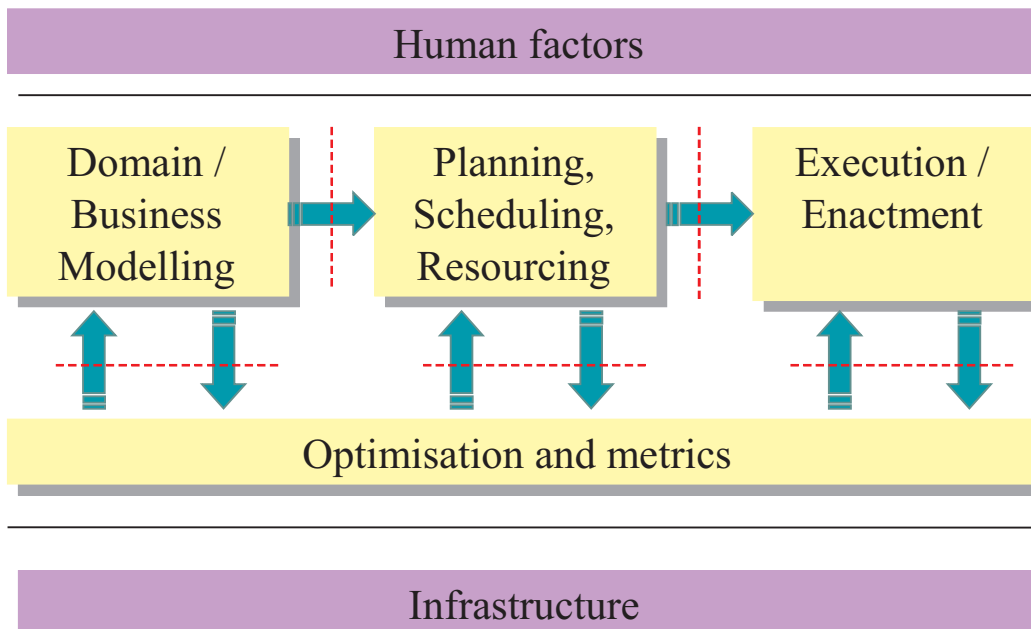 Human factors
Domain /
Business
Modelling
Planning,
Scheduling,
Resourcing
Execution /
Enactment
Optimisation and metrics
Infrastructure